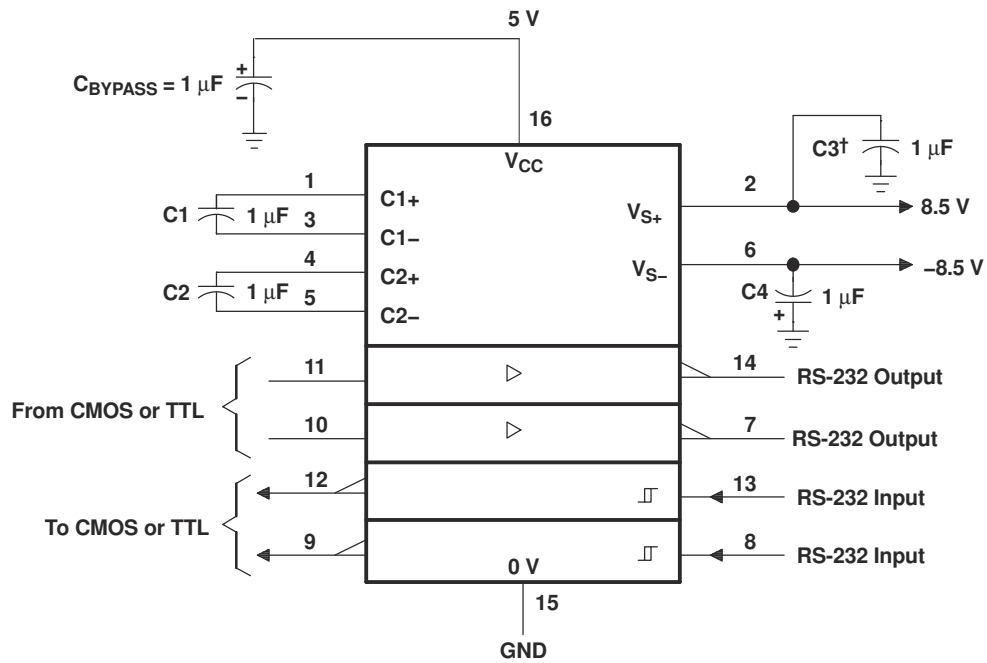 5 V
CBYPASS = 1 μF
+
−
16
VCC
C3†
1 μF
1
C1+
C1
1 μF
3
C1−
2
VS+
8.5 V
4
C2+
C2
1 μF
5
C2−
6
VS−
−8.5 V
C4
1 μF
+
11
14
RS-232 Output
From CMOS or TTL
10
7
RS-232 Output
12
13
RS-232 Input
To CMOS or TTL
9
8
RS-232 Input
0 V
15
GND